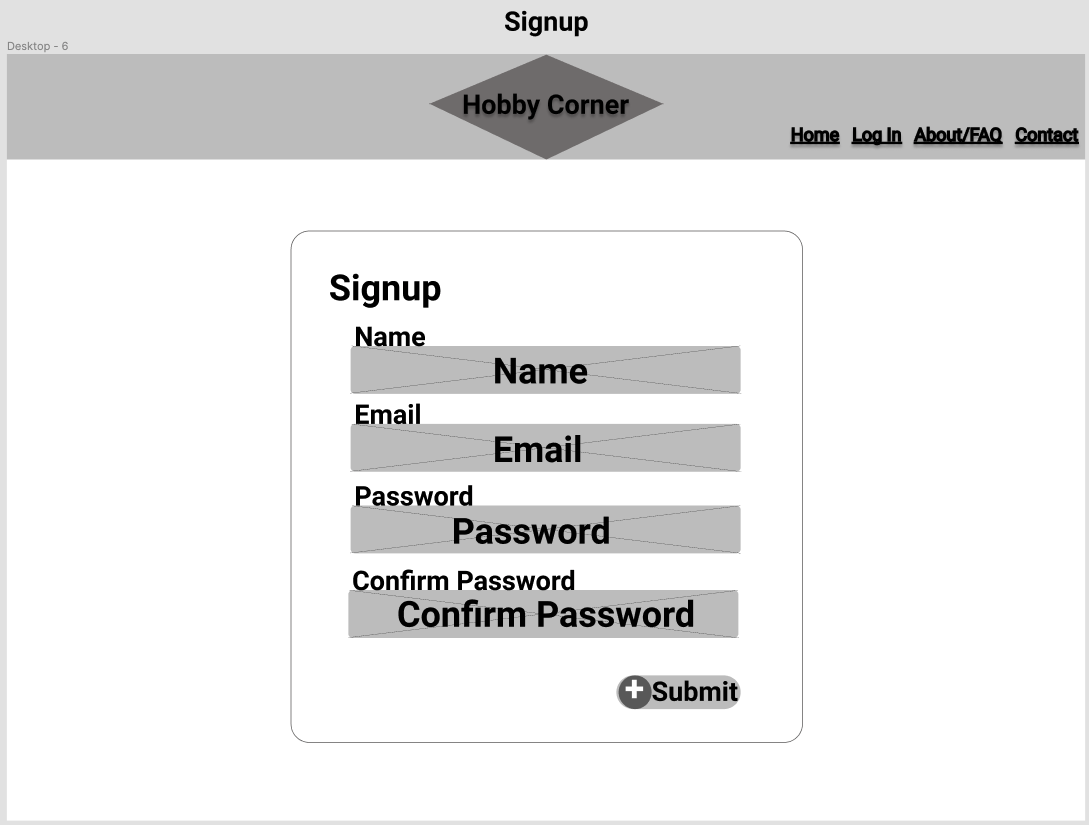 Signup
Desktop - 6
Hobby Corner
Home Log In About/FAQ Contact
Signup
Name
Name
Email
Email
Password
Password
Confirm Password
Confirm Password
+ Submit